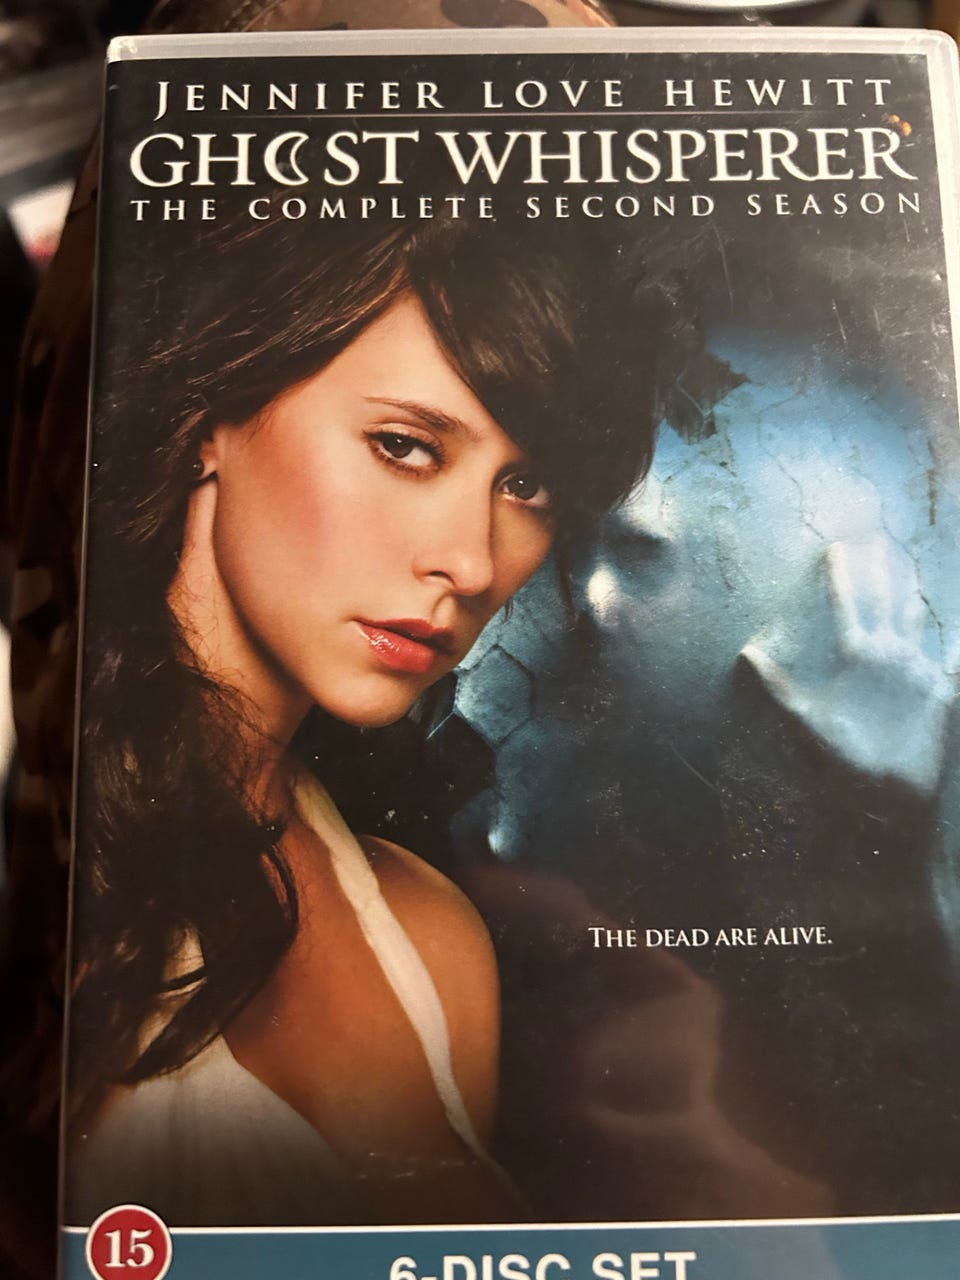 JENNIFER LOVE HEWITT
GHOST WHISPERER
THE COMPLETE SECOND SEASON
THE DEAD ARE ALIVE.
15
6-DISC SET